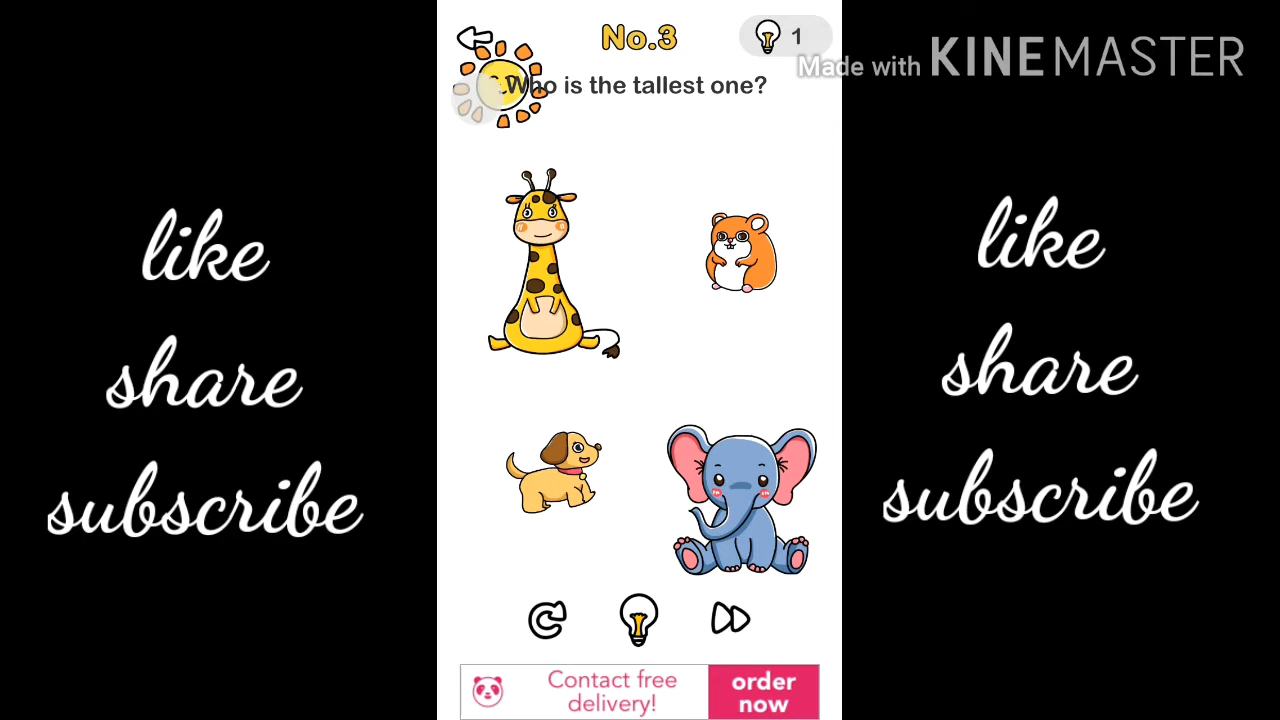 No.3
1
Made with KINEMASTER
Who is the tallest one?
like
share
subscribe
like
share
subscribe
Contact free
delivery!
order
now